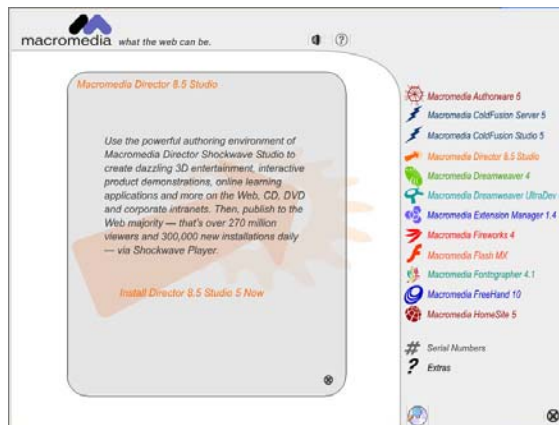 macromedia what the web can be.
?
Macromedia Director 8.5 Studio
Use the powerful authoring environment of
Macromedia Director Shockwave Studio to
create dazzling 3D entertainment, interactive
product demonstrations, online learning
applications and more on the Web, CD, DVD
and corporate intranets. Then, publish to the
Web majority — that's over 270 million
viewers and 300,000 new installations daily
— via Shockwave Player.
Install Director 8.5 Studio 5 Now
Macromedia Authorware 6
Macromedia ColdFusion Server 5
Macromedia ColdFusion Studio 5
Macromedia Director 8.5 Studio
Macromedia Dreamweaver 4
Macromedia Dreamweaver UltraDev
Macromedia Extension Manager 1.4
Macromedia Fireworks 4
Macromedia Flash MX
Macromedia Fontographer 4.1
Macromedia FreeHand 10
Macromedia HomeSite 5
# Serial Numbers
? Extras